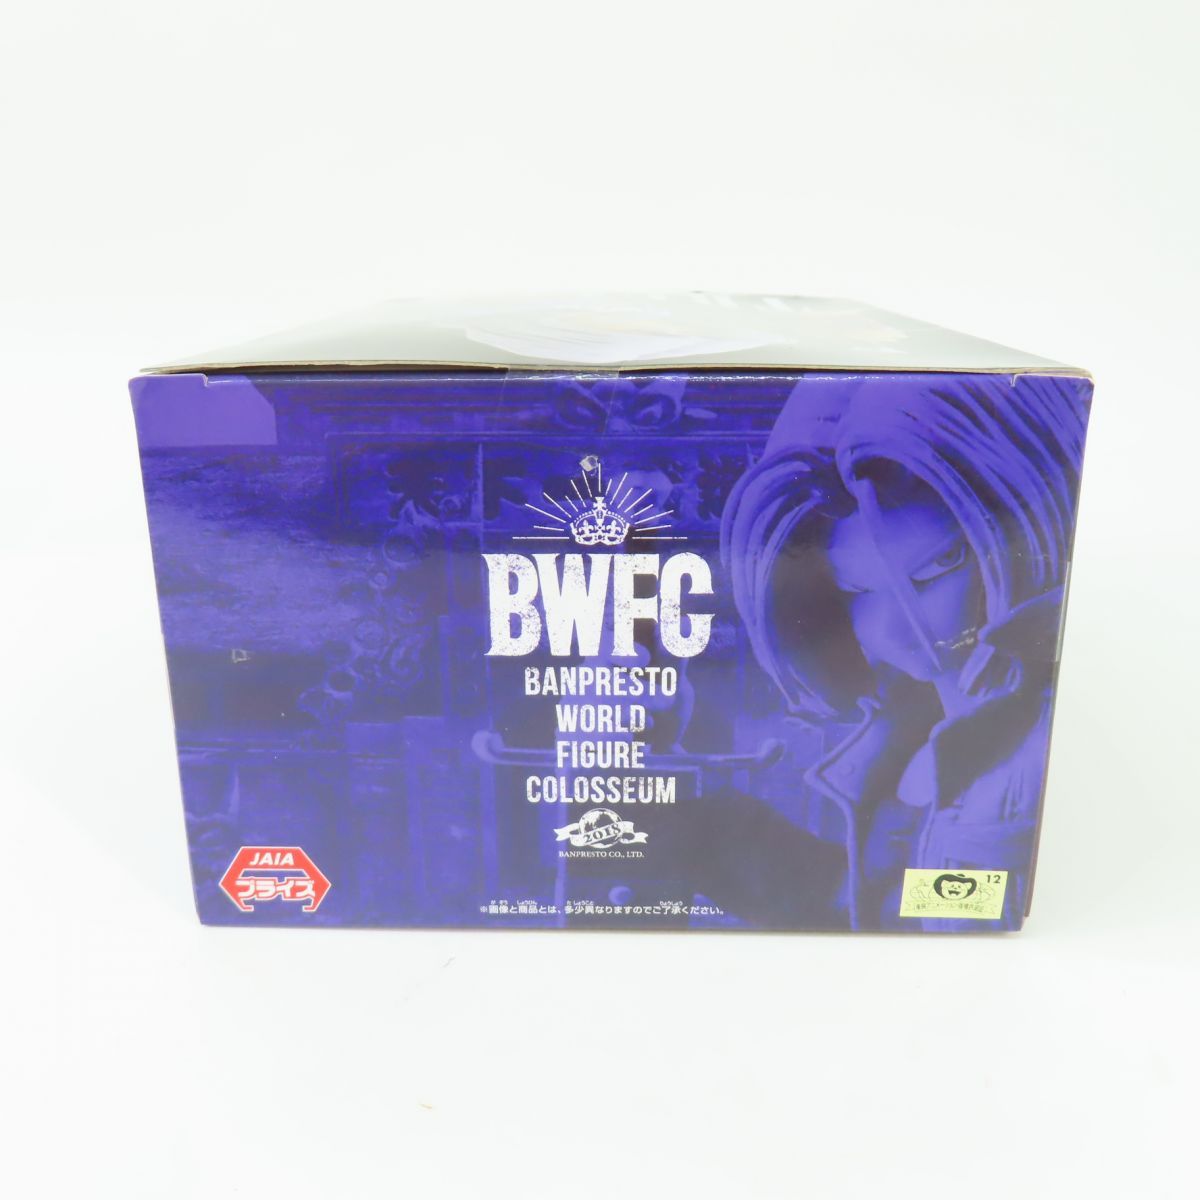 BWFC
BANPRESTO
WORLD
FIGURE
COLOSSEUM
2018
BANPRESTO CO., LTD.
JAIA
プライズ
12
※画像と商品とは、多少異なりますのでご了承ください。